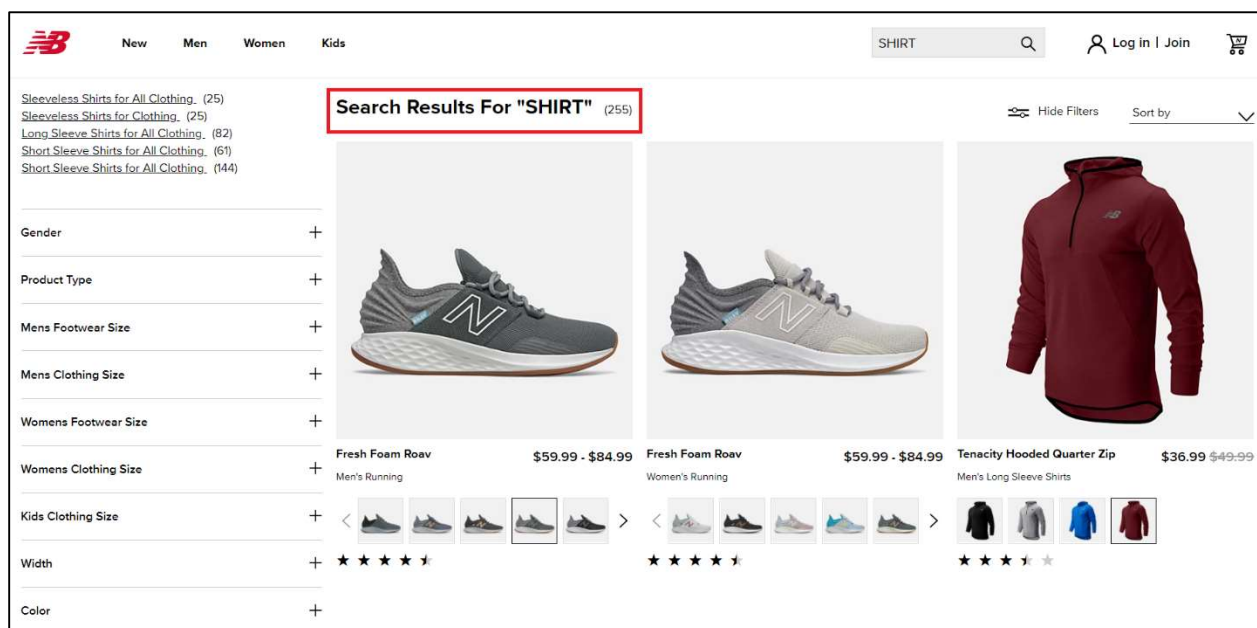 NB
New Men Women Kids
SHIRT
Log in | Join
Sleeveless Shirts for All Clothing (25)
Sleeveless Shirts for Clothing (25)
Long Sleeve Shirts for All Clothing (82)
Short Sleeve Shirts for All Clothing (61)
Short Sleeve Shirts for All Clothing (144)
Gender
Product Type
Mens Footwear Size
Mens Clothing Size
Womens Footwear Size
Womens Clothing Size
Kids Clothing Size
Width
Color
Search Results For "SHIRT" (255)
Hide Filters
Sort by
N
Fresh Foam Roav $59.99 - $84.99
Men's Running
N
Fresh Foam Roav $59.99 - $84.99
Women's Running
NB
Tenacity Hooded Quarter Zip $36.99 $49.99
Men's Long Sleeve Shirts